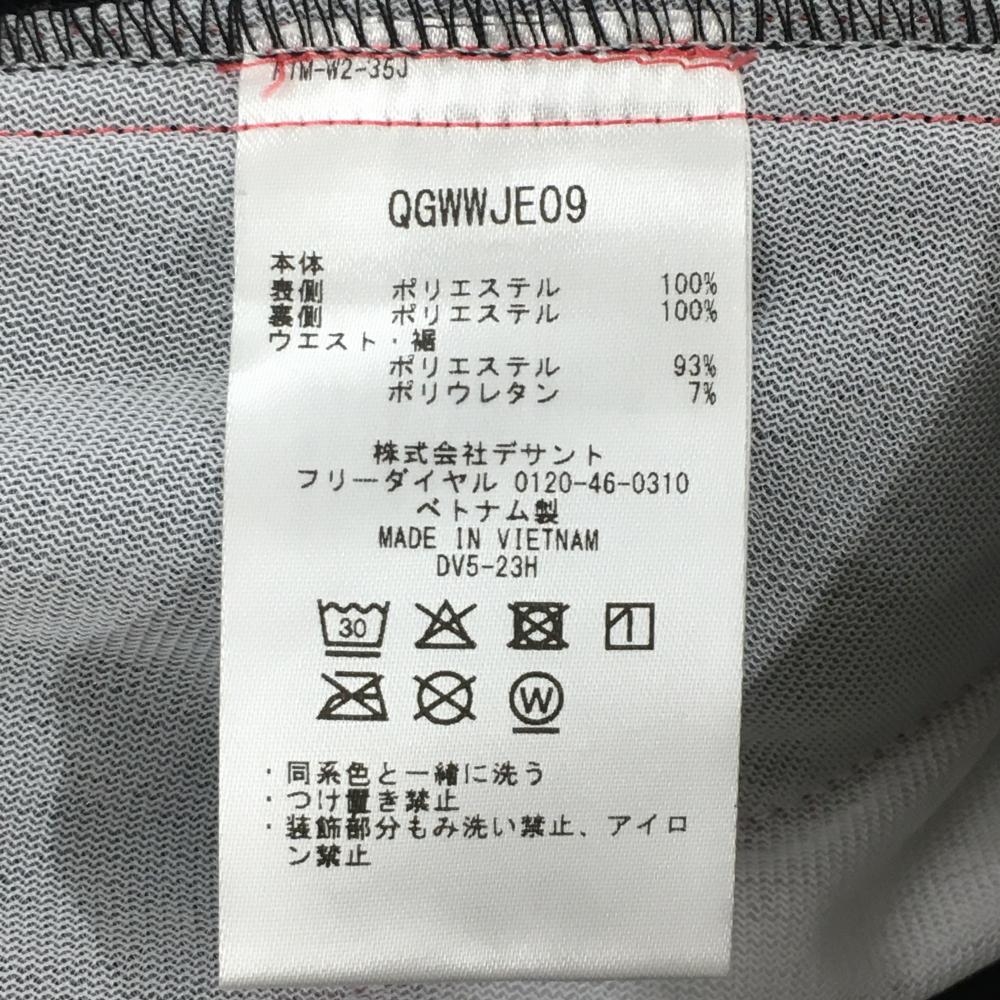 ATM-W2-35J
QGWWJE09
本体
表側 ポリエステル 100%
裏側 ポリエステル 100%
ウエスト・裾
ポリエステル 93%
ポリウレタン 7%
株式会社デサント
フリーダイヤル 0120-46-0310
ベトナム製
MADE IN VIETNAM
DV5-23H
30
W
・同系色と一緒に洗う
・つけ置き禁止
・装飾部分もみ洗い禁止、アイロ
ン禁止